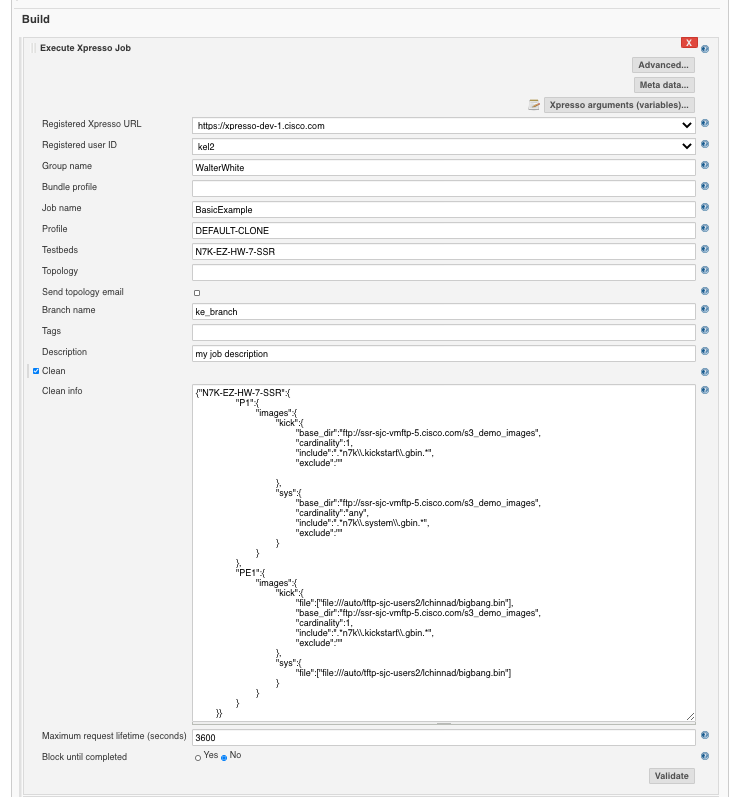 Build
Execute Xpresso Job
X
Advanced...
Meta data...
Xpresso arguments (variables)...
Registered Xpresso URL
https://xpresso-dev-1.cisco.com
Registered user ID
kel2
Group name
WalterWhite
Bundle profile
Job name
BasicExample
Profile
DEFAULT-CLONE
Testbeds
N7K-EZ-HW-7-SSR
Topology
Send topology email
Branch name
ke_branch
Tags
Description
my job description
Clean
Clean info
{"N7K-EZ-HW-7-SSR":{
"P1":{
"images":{
"kick":{
"base_dir":"ftp://ssr-sjc-vmftp-5.cisco.com/s3_demo_images",
"cardinality":1,
"include":".*n7k\\.kickstart\\.gbin.*",
"exclude":""
},
"sys":{
"base_dir":"ftp://ssr-sjc-vmftp-5.cisco.com/s3_demo_images",
"cardinality":"any",
"include":".*n7k\\.system\\.gbin.*",
"exclude":""
}
}
},
"PE1":{
"images":{
"kick":{
"file":["file:///auto/tftp-sjc-users2/lchinnad/bigbang.bin"],
"base_dir":"ftp://ssr-sjc-vmftp-5.cisco.com/s3_demo_images",
"cardinality":1,
"include":".*n7k\\.kickstart\\.gbin.*",
"exclude":""
},
"sys":{
"file":["file:///auto/tftp-sjc-users2/lchinnad/bigbang.bin"]
}
}
}
}}
Maximum request lifetime (seconds)
3600
Block until completed
Yes No
Validate